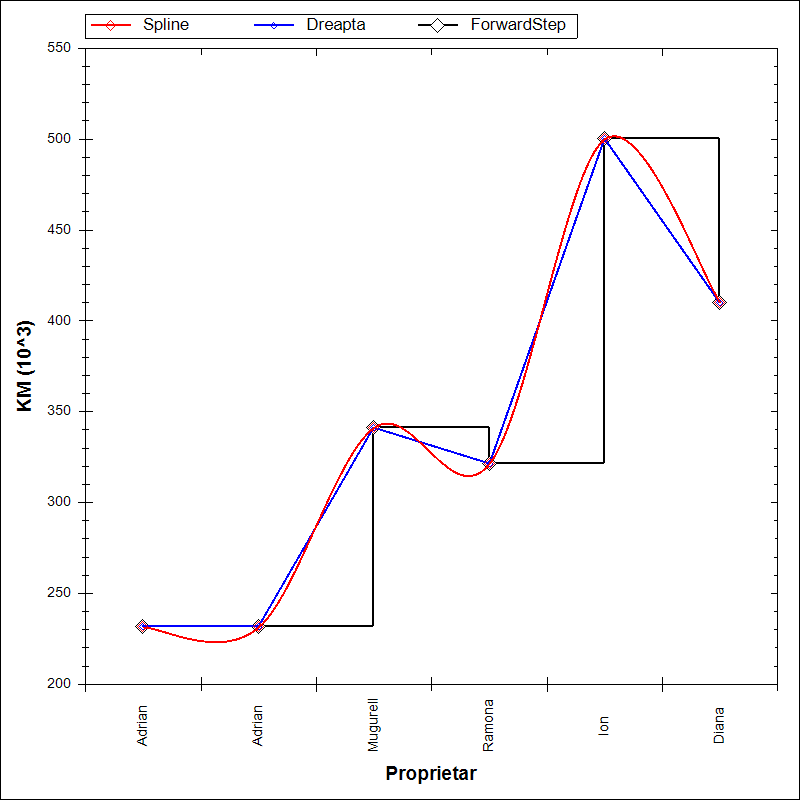 Spline Dreapta ForwardStep
550
500
450
400
350
300
250
200
KM (10^3)
Adrian Adrian Mugurell Ramona Ion Diana
Proprietar